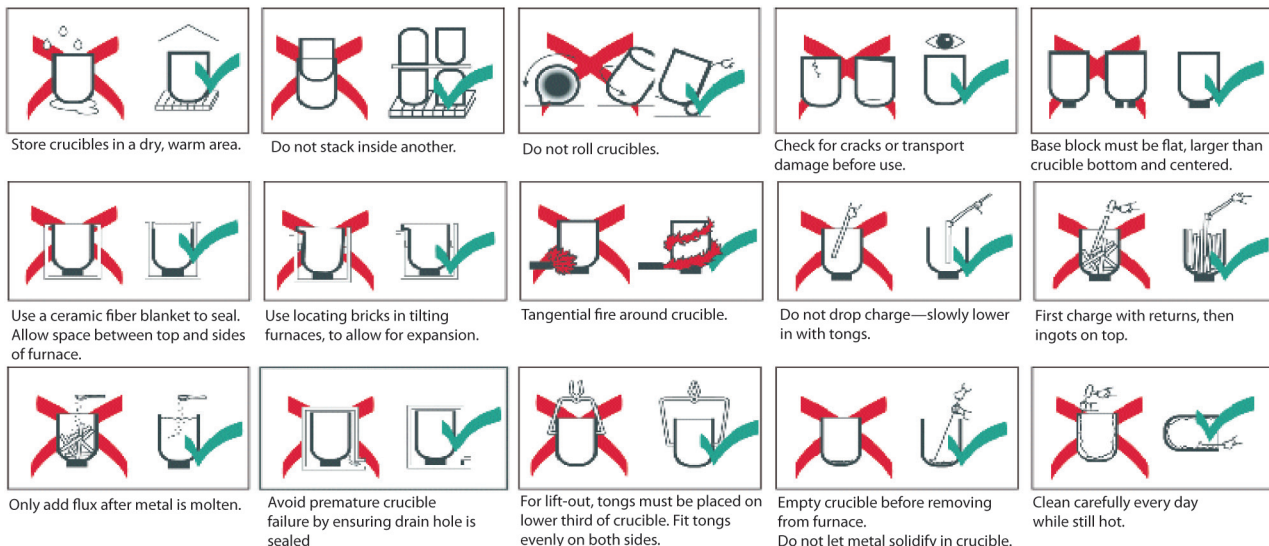 Store crucibles in a dry, warm area.
Do not stack inside another.
Do not roll crucibles.
Check for cracks or transport
damage before use.
Base block must be flat, larger than
crucible bottom and centered.
Use a ceramic fiber blanket to seal.
Allow space between top and sides
of furnace.
Use locating bricks in tilting
furnaces, to allow for expansion.
Tangential fire around crucible.
Do not drop charge—slowly lower
in with tongs.
First charge with returns, then
ingots on top.
Only add flux after metal is molten.
Avoid premature crucible
failure by ensuring drain hole is
sealed
For lift-out, tongs must be placed on
lower third of crucible. Fit tongs
evenly on both sides.
Empty crucible before removing
from furnace.
Do not let metal solidify in crucible.
Clean carefully every day
while still hot.